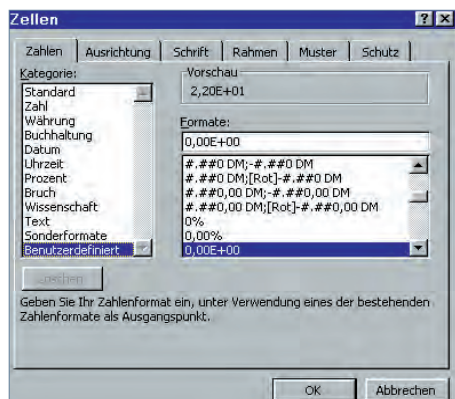 Zellen
Zahlen Ausrichtung Schrift Rahmen Muster Schutz
Kategorie:
Standard
Zahl
Währung
Buchhaltung
Datum
Uhrzeit
Prozent
Bruch
Wissenschaft
Text
Sonderformate
Benutzerdefiniert
Vorschau
2,20E+01
Formate:
0,00E+00
#.##0 DM;-#.##0 DM
#.##0 DM;[Rot]-#.##0 DM
#.##0,00 DM;-#.##0,00 DM
#.##0,00 DM;[Rot]-#.##0,00 DM
0%
0,00%
0,00E+00
Löschen
Geben Sie Ihr Zahlenformat ein, unter Verwendung eines der bestehenden
Zahlenformate als Ausgangspunkt.
OK Abbrechen